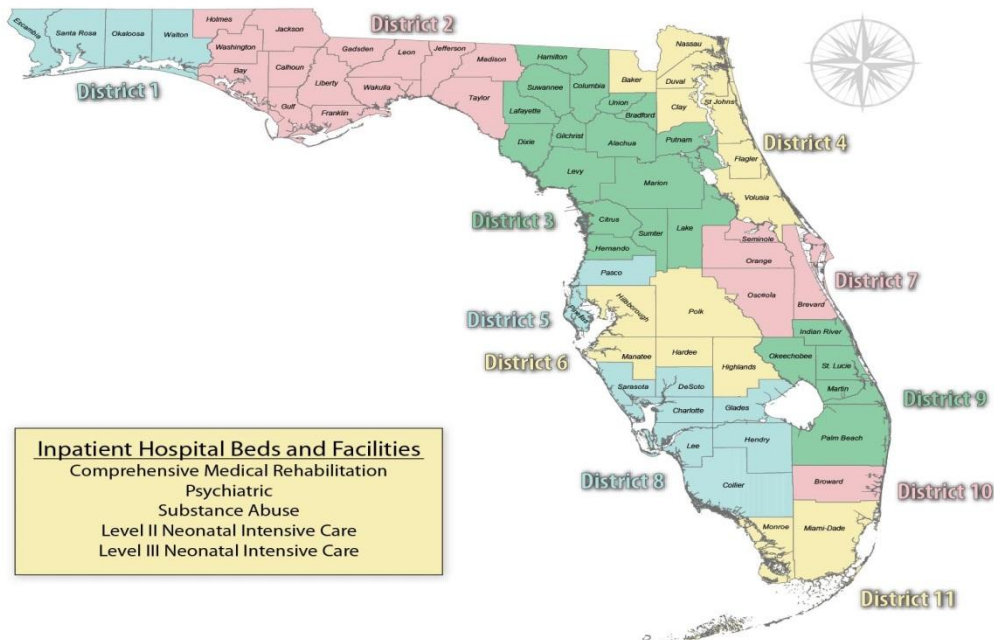 District 2
Holmes
Jackson
Escambia
Santa Rosa
Okaloosa
Walton
Washington
Gadsden
Leon
Jefferson
Madison
Bay
Calhoun
Liberty
Wakulla
Taylor
Gulf
Franklin
District 1
Nassau
Hamilton
Baker
Duval
Suwannee
Columbia
Union
Clay
St Johns
Lafayette
Bradford
Dixie
Gilchrist
Alachua
Putnam
District 4
Flagler
Levy
Marion
Volusia
District 3
Citrus
Sumter
Lake
Hernando
Seminole
Orange
Pasco
District 7
Osceola
Brevard
District 5
Pinellas
Hillsborough
Polk
Indian River
District 6
Manatee
Hardee
Highlands
Okeechobee
St. Lucie
Sarasota
DeSoto
Martin
District 9
Charlotte
Glades
Palm Beach
Lee
Hendry
District 8
Collier
Broward
District 10
Monroe
Miami-Dade
District 11
Inpatient Hospital Beds and Facilities
Comprehensive Medical Rehabilitation
Psychiatric
Substance Abuse
Level II Neonatal Intensive Care
Level III Neonatal Intensive Care